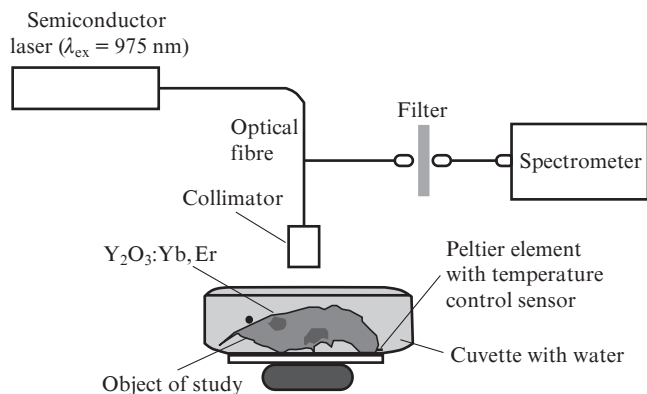 Semiconductor
laser (λex = 975 nm)
Optical
fibre
Filter
Spectrometer
Collimator
Y2O3:Yb, Er
Peltier element
with temperature
control sensor
Cuvette with water
Object of study